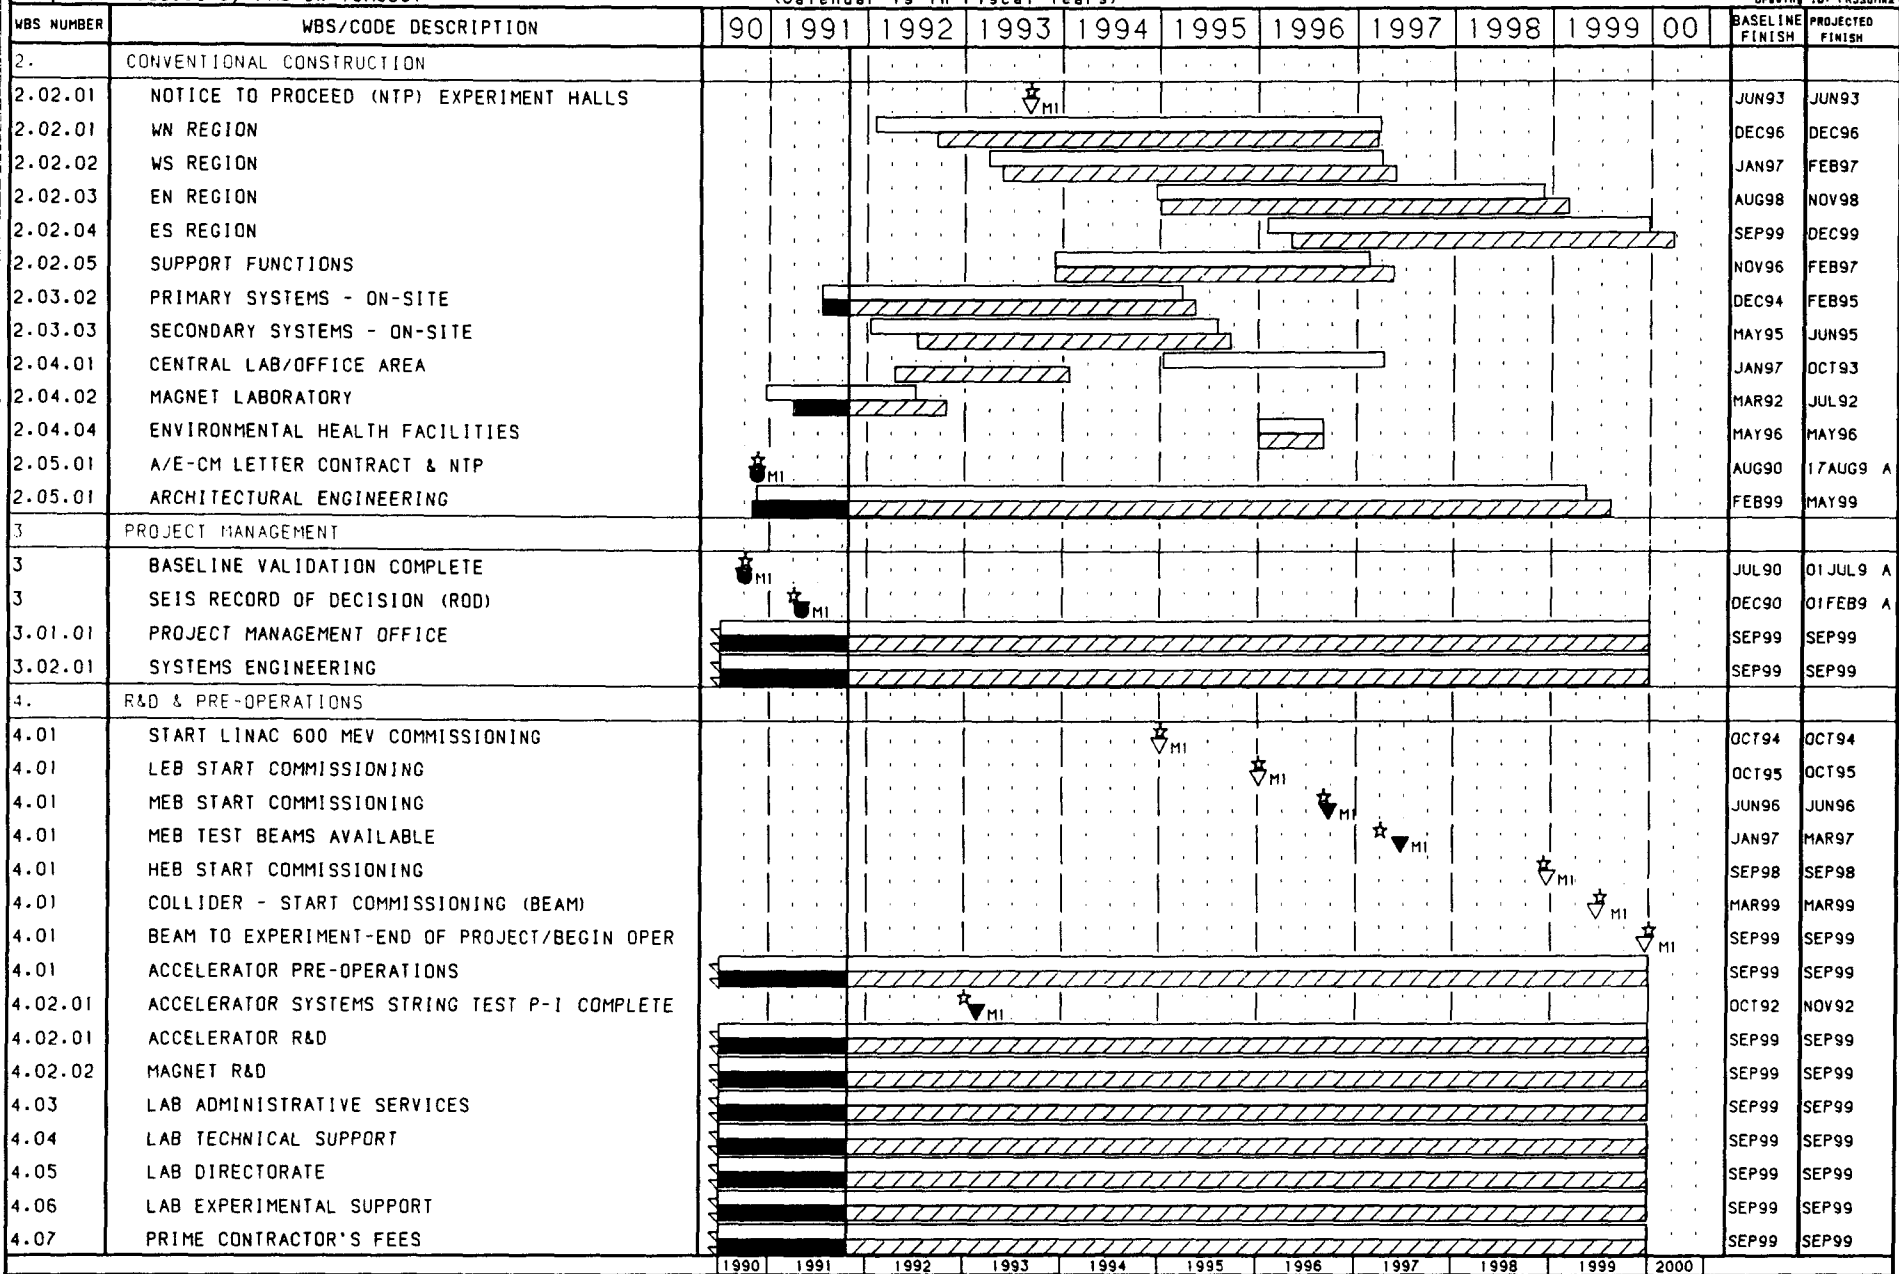 (Calendar is in Fiscal Years)
WBS NUMBER WBS/CODE DESCRIPTION 90 1991 1992 1993 1994 1995 1996 1997 1998 1999 00 BASELINE FINISH PROJECTED FINISH
2. CONVENTIONAL CONSTRUCTION
2.02.01 NOTICE TO PROCEED (NTP) EXPERIMENT HALLS M1 JUN93 JUN93
2.02.01 WN REGION DEC96 DEC96
2.02.02 WS REGION JAN97 FEB97
2.02.03 EN REGION AUG98 NOV98
2.02.04 ES REGION SEP99 DEC99
2.02.05 SUPPORT FUNCTIONS NOV96 FEB97
2.03.02 PRIMARY SYSTEMS - ON-SITE DEC94 FEB95
2.03.03 SECONDARY SYSTEMS - ON-SITE MAY95 JUN95
2.04.01 CENTRAL LAB/OFFICE AREA JAN97 OCT93
2.04.02 MAGNET LABORATORY MAR92 JUL92
2.04.04 ENVIRONMENTAL HEALTH FACILITIES MAY96 MAY96
2.05.01 A/E-CM LETTER CONTRACT & NTP M1 AUG90 17AUG9 A
2.05.01 ARCHITECTURAL ENGINEERING FEB99 MAY99
3 PROJECT MANAGEMENT
3 BASELINE VALIDATION COMPLETE M1 JUL90 01JUL9 A
3 SEIS RECORD OF DECISION (ROD) M1 DEC90 01FEB9 A
3.01.01 PROJECT MANAGEMENT OFFICE SEP99 SEP99
3.02.01 SYSTEMS ENGINEERING SEP99 SEP99
4. R&D & PRE-OPERATIONS
4.01 START LINAC 600 MEV COMMISSIONING M1 OCT94 OCT94
4.01 LEB START COMMISSIONING M1 OCT95 OCT95
4.01 MEB START COMMISSIONING M1 JUN96 JUN96
4.01 MEB TEST BEAMS AVAILABLE M1 JAN97 MAR97
4.01 HEB START COMMISSIONING M1 SEP98 SEP98
4.01 COLLIDER - START COMMISSIONING (BEAM) M1 MAR99 MAR99
4.01 BEAM TO EXPERIMENT-END OF PROJECT/BEGIN OPER M1 SEP99 SEP99
4.01 ACCELERATOR PRE-OPERATIONS SEP99 SEP99
4.02.01 ACCELERATOR SYSTEMS STRING TEST P-I COMPLETE M1 OCT92 NOV92
4.02.01 ACCELERATOR R&D SEP99 SEP99
4.02.02 MAGNET R&D SEP99 SEP99
4.03 LAB ADMINISTRATIVE SERVICES SEP99 SEP99
4.04 LAB TECHNICAL SUPPORT SEP99 SEP99
4.05 LAB DIRECTORATE SEP99 SEP99
4.06 LAB EXPERIMENTAL SUPPORT SEP99 SEP99
4.07 PRIME CONTRACTOR'S FEES SEP99 SEP99
1990 1991 1992 1993 1994 1995 1996 1997 1998 1999 2000